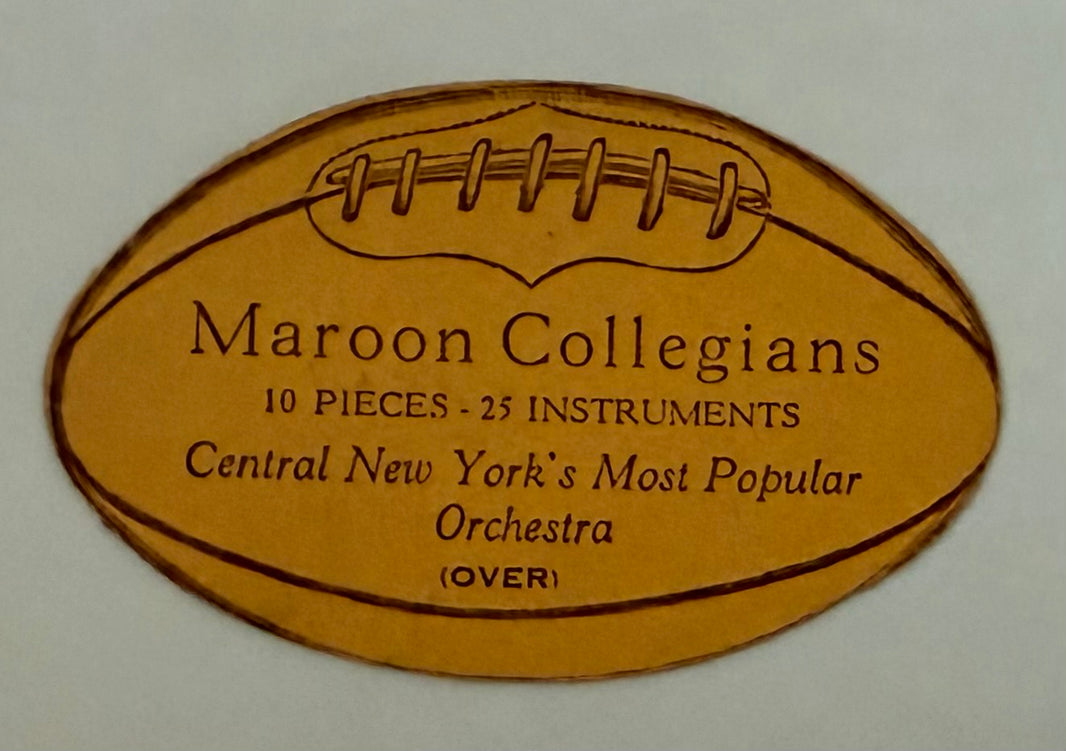 Maroon Collegians
10 PIECES - 25 INSTRUMENTS
Central New York's Most Popular
Orchestra
(OVER)